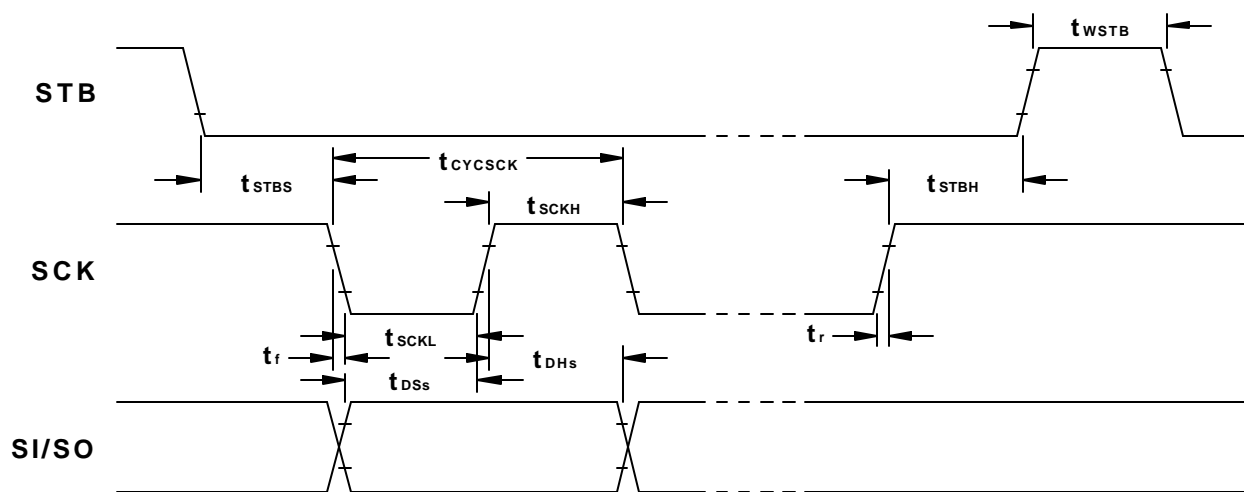 tWSTB
STB
tCYCSCK
tSTBS
tSTBH
tSCKH
SCK
tSCKL
tf
tDHs
tr
tDSs
SI/SO